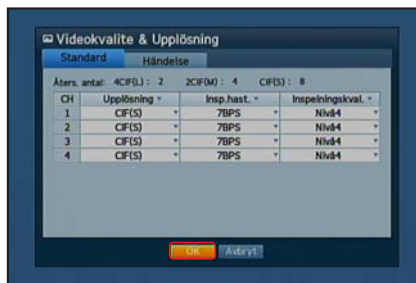 Videokvalite & Upplösning
Standard Händelse
Åters. antal: 4CIF(L) : 2 2CIF(M) : 4 CIF(S) : 8
CH Upplösning Insp.hast. Inspelningskval.
1 CIF(S) 7BPS Nivå4
2 CIF(S) 7BPS Nivå4
3 CIF(S) 7BPS Nivå4
4 CIF(S) 7BPS Nivå4
OK Avbryt